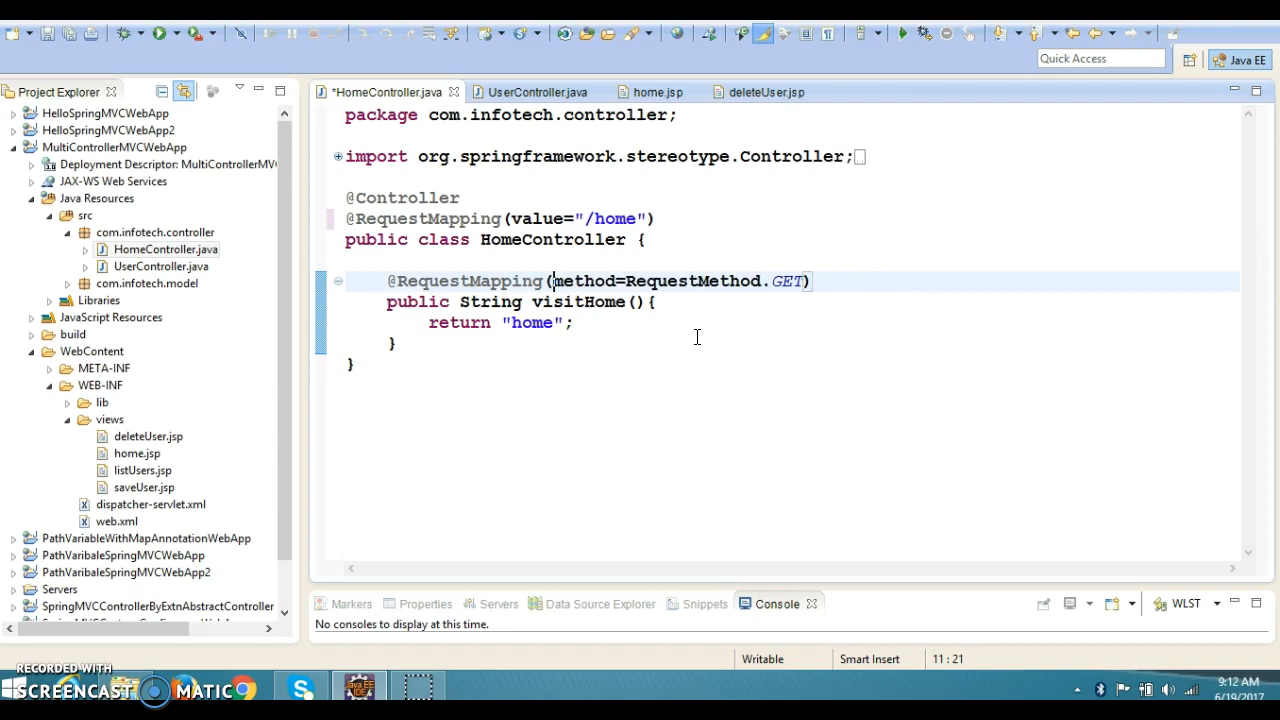 Quick Access
Java EE
Project Explorer
*HomeController.java
UserController.java
home.jsp
deleteUser.jsp
HelloSpringMVCWebApp
HelloSpringMVCWebApp2
MultiControllerMVCWebApp
Deployment Descriptor: MultiControllerMV
JAX-WS Web Services
Java Resources
src
com.infotech.controller
HomeController.java
UserController.java
com.infotech.model
Libraries
JavaScript Resources
build
WebContent
META-INF
WEB-INF
lib
views
deleteUser.jsp
home.jsp
listUsers.jsp
saveUser.jsp
dispatcher-servlet.xml
web.xml
PathVariableWithMapAnnotationWebApp
PathVaribaleSpringMVCWebApp
PathVaribaleSpringMVCWebApp2
Servers
SpringMVCControllerByExtnAbstractController
package com.infotech.controller;
import org.springframework.stereotype.Controller;
@Controller
@RequestMapping(value="/home")
public class HomeController {
@RequestMapping(method=RequestMethod.GET)
public String visitHome(){
return "home";
}
}
Markers
Properties
Servers
Data Source Explorer
Snippets
Console
WLST
No consoles to display at this time.
Writable
Smart Insert
11 : 21
RECORDED WITH
SCREENCAST MATIC
Java EE
IDE
9:12 AM
6/19/2017